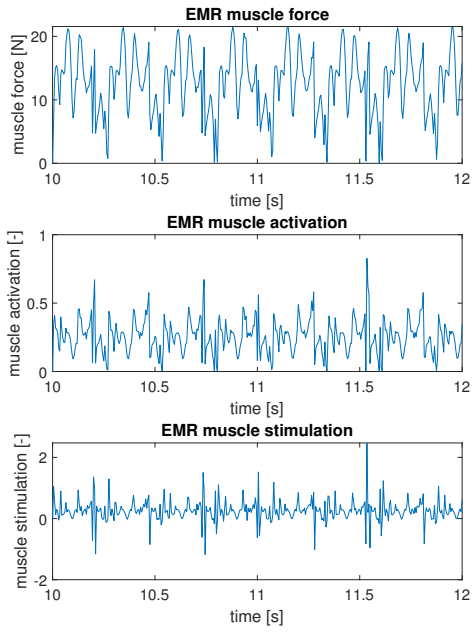 EMR muscle force
muscle force [N]
20
10
0
10
10.5
11
11.5
12
time [s]
EMR muscle activation
muscle activation [-]
1
0.5
0
10
10.5
11
11.5
12
time [s]
EMR muscle stimulation
muscle stimulation [-]
2
0
-2
10
10.5
11
11.5
12
time [s]